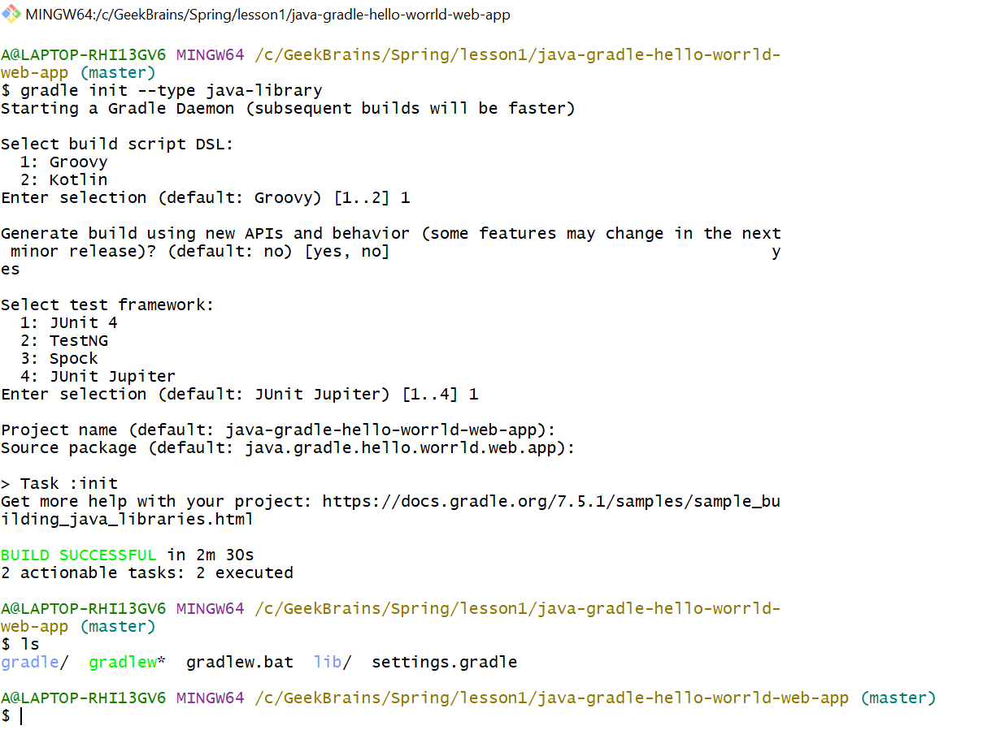 MINGW64:/c/GeekBrains/Spring/lesson1/java-gradle-hello-worrld-web-app
A@LAPTOP-RHI13GV6 MINGW64 /c/GeekBrains/Spring/lesson1/java-gradle-hello-worrld-
web-app (master)
$ gradle init --type java-library
Starting a Gradle Daemon (subsequent builds will be faster)
Select build script DSL:
1: Groovy
2: Kotlin
Enter selection (default: Groovy) [1..2] 1
Generate build using new APIs and behavior (some features may change in the next
minor release)? (default: no) [yes, no] y
es
Select test framework:
1: JUnit 4
2: TestNG
3: Spock
4: JUnit Jupiter
Enter selection (default: JUnit Jupiter) [1..4] 1
Project name (default: java-gradle-hello-worrld-web-app):
Source package (default: java.gradle.hello.worrld.web.app):
> Task :init
Get more help with your project: https://docs.gradle.org/7.5.1/samples/sample_bu
ilding_java_libraries.html
BUILD SUCCESSFUL in 2m 30s
2 actionable tasks: 2 executed
A@LAPTOP-RHI13GV6 MINGW64 /c/GeekBrains/Spring/lesson1/java-gradle-hello-worrld-
web-app (master)
$ ls
gradle/ gradlew* gradlew.bat lib/ settings.gradle
A@LAPTOP-RHI13GV6 MINGW64 /c/GeekBrains/Spring/lesson1/java-gradle-hello-worrld-web-app (master)
$